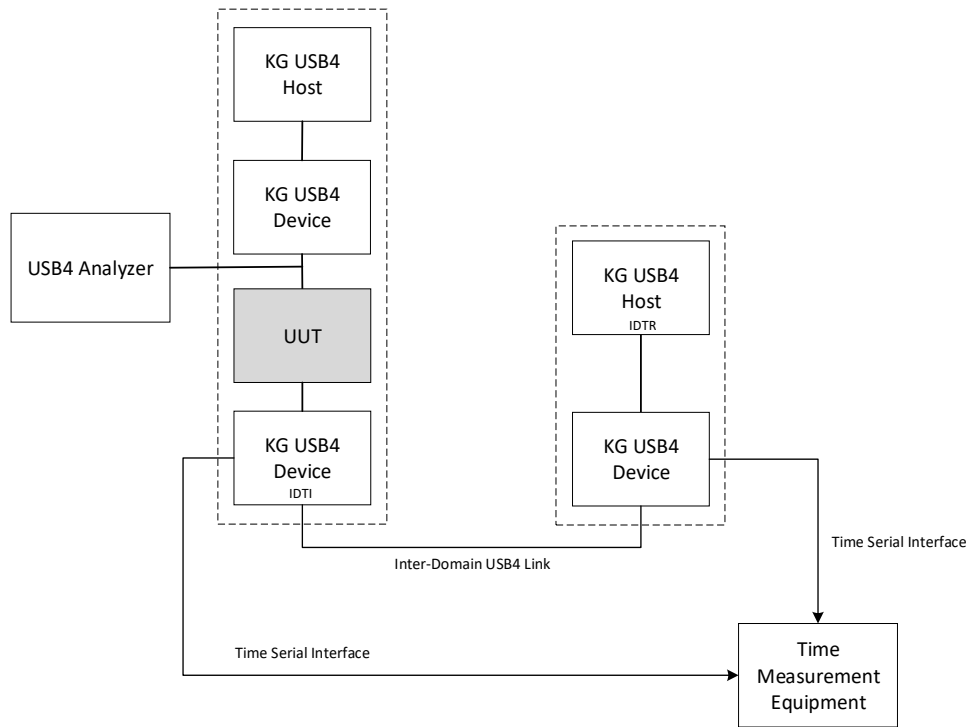 KG USB4
Host
KG USB4
Device
USB4 Analyzer
UUT
KG USB4
Device
IDTI
KG USB4
Host
IDTR
KG USB4
Device
Inter-Domain USB4 Link
Time Serial Interface
Time Serial Interface
Time
Measurement
Equipment